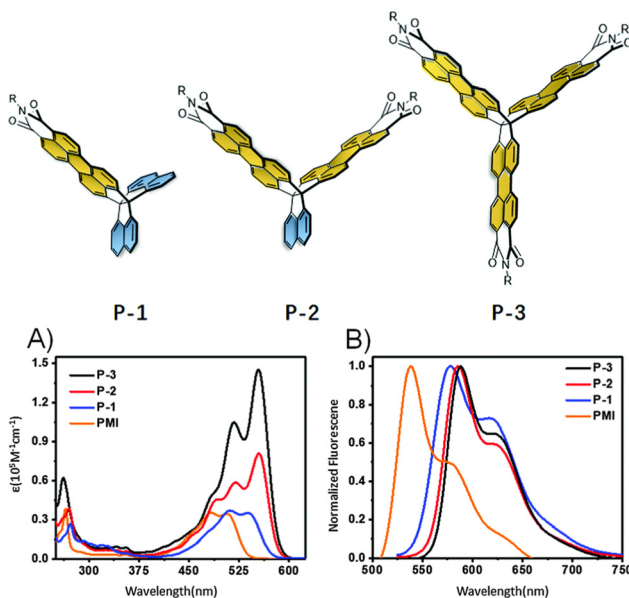 R
N
O
O
R
N
O
O
R
N
O
O
R
N
O
O
R
N
O
O
O
O
N
R
P-1 P-2 P-3
A)
B)
ε(10⁵M⁻¹cm⁻¹)
1.5
1.2
0.9
0.6
0.3
0.0
P-3
P-2
P-1
PMI
300 375 450 525 600
Wavelength(nm)
Normalized Fluorescene
1.0
0.8
0.6
0.4
0.2
0.0
P-3
P-2
P-1
PMI
500 550 600 650 700 750
Wavelength(nm)